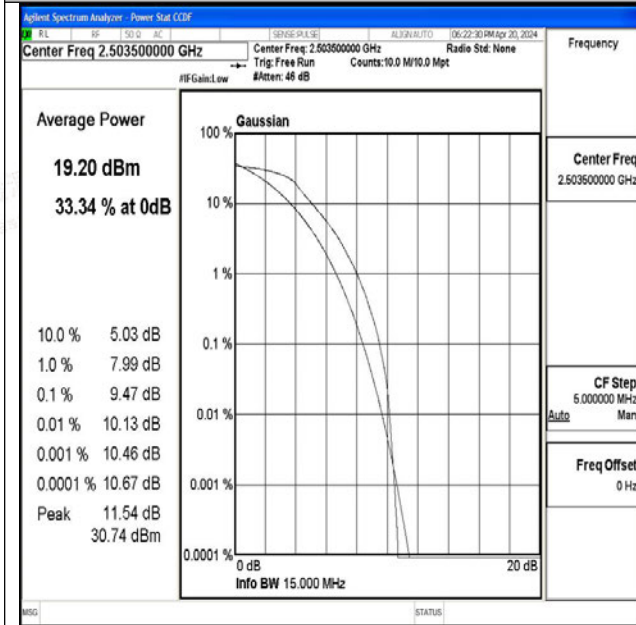 Agilent Spectrum Analyzer - Power Stat CCDF
RL RF 50 Ω AC SENSE:PULSE ALIGNAUTO 06:22:30 PM Apr 20, 2024
Center Freq 2.503500000 GHz
Center Freq: 2.503500000 GHz Radio Std: None
Trig: Free Run Counts:10.0 M/10.0 Mpt
#IFGain:Low #Atten: 46 dB
Frequency
Average Power
19.20 dBm
33.34 % at 0dB
10.0 % 5.03 dB
1.0 % 7.99 dB
0.1 % 9.47 dB
0.01 % 10.13 dB
0.001 % 10.46 dB
0.0001 % 10.67 dB
Peak 11.54 dB
30.74 dBm
Gaussian
100 %
10 %
1 %
0.1 %
0.01 %
0.001 %
0.0001 %
0 dB 20 dB
Info BW 15.000 MHz
Center Freq
2.503500000 GHz
CF Step
5.000000 MHz
Auto Man
Freq Offset
0 Hz
MSG STATUS